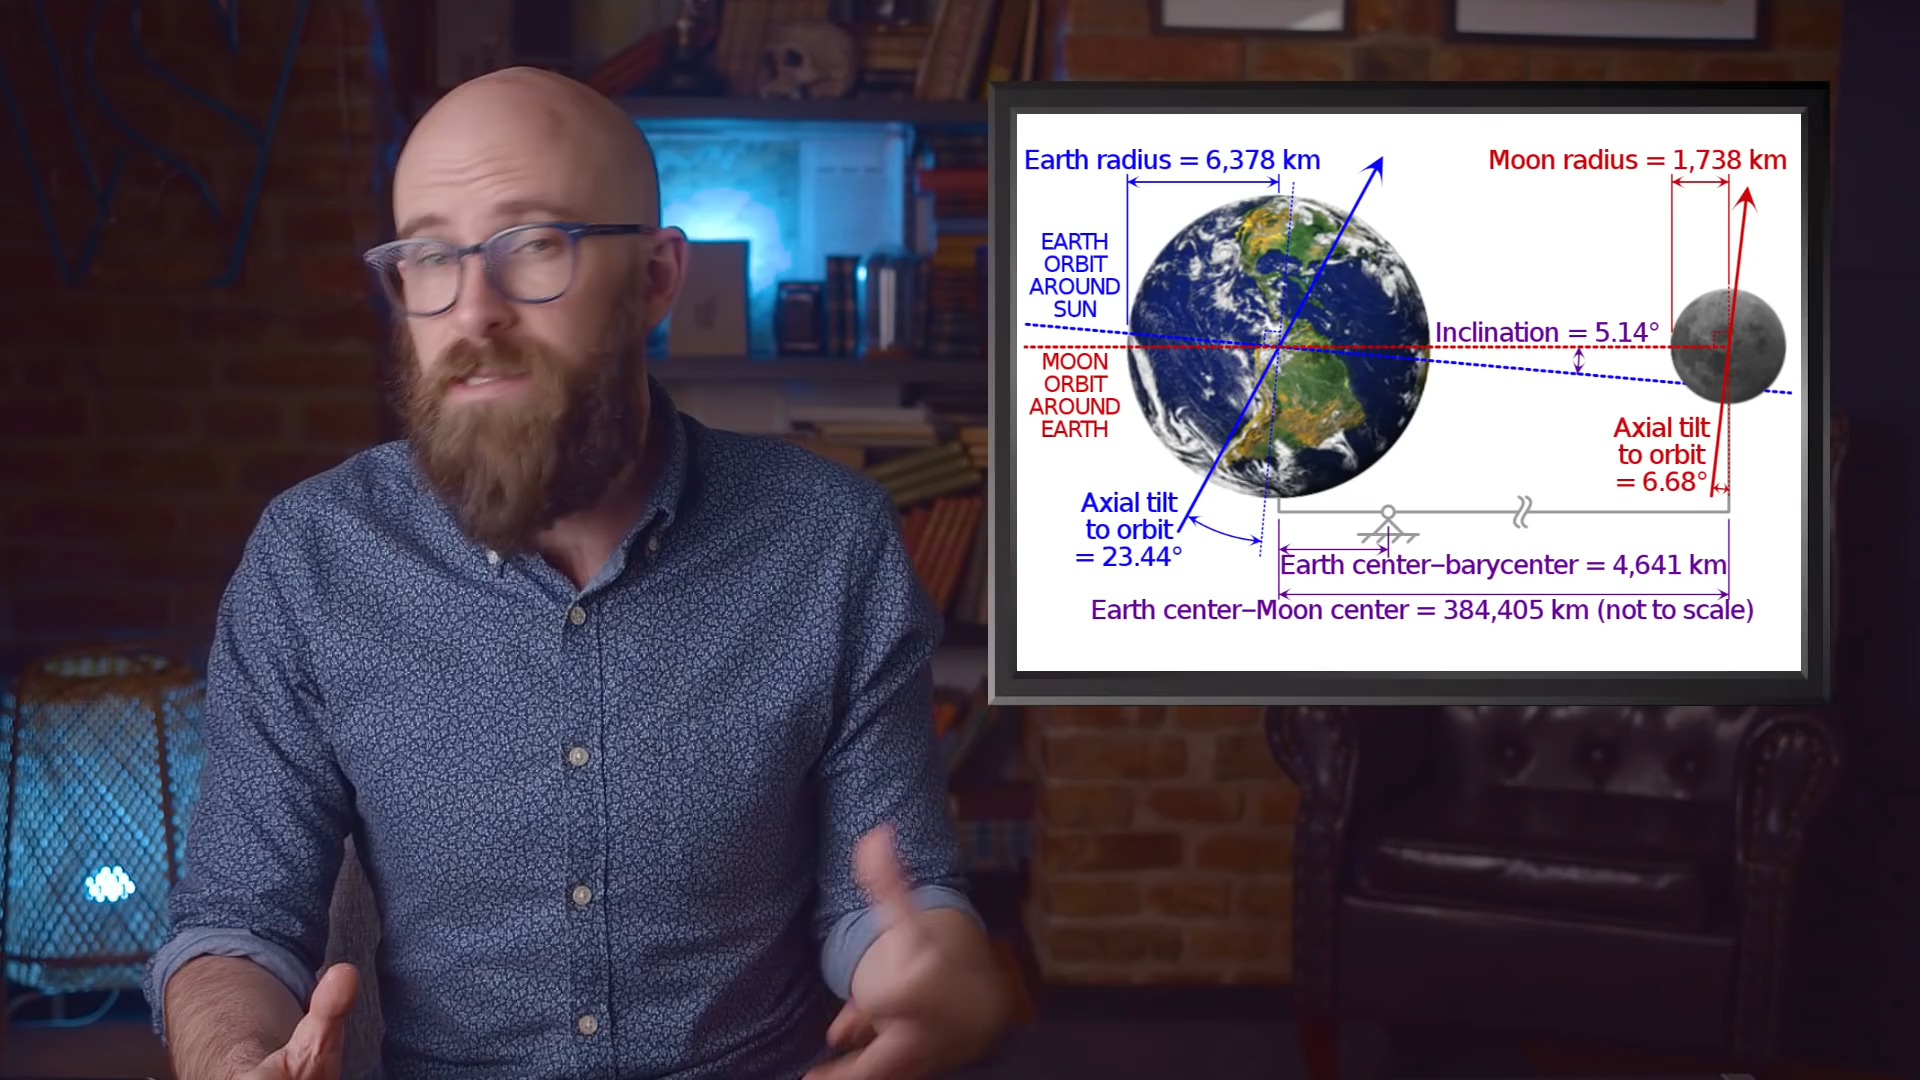 Earth radius = 6,378 km
Moon radius = 1,738 km
EARTH
ORBIT
AROUND
SUN
Inclination = 5.14°
MOON
ORBIT
AROUND
EARTH
Axial tilt
to orbit
= 6.68°
Axial tilt
to orbit
= 23.44°
Earth center–barycenter = 4,641 km
Earth center–Moon center = 384,405 km (not to scale)